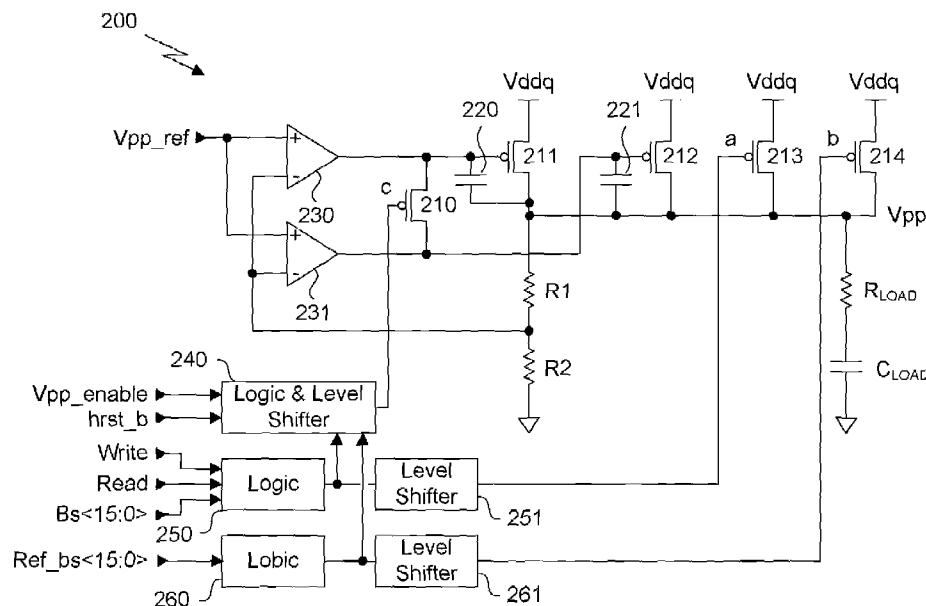 200
Vddq
Vddq
Vddq
Vddq
220
221
Vpp_ref
+
-
230
c
210
211
212
a
213
b
214
Vpp
+
-
231
R1
R2
RLOAD
CLOAD
240
Vpp_enable
hrst_b
Logic & Level
Shifter
Write
Read
Bs<15:0>
250
Logic
Level
Shifter
251
Ref_bs<15:0>
260
Lobic
Level
Shifter
261